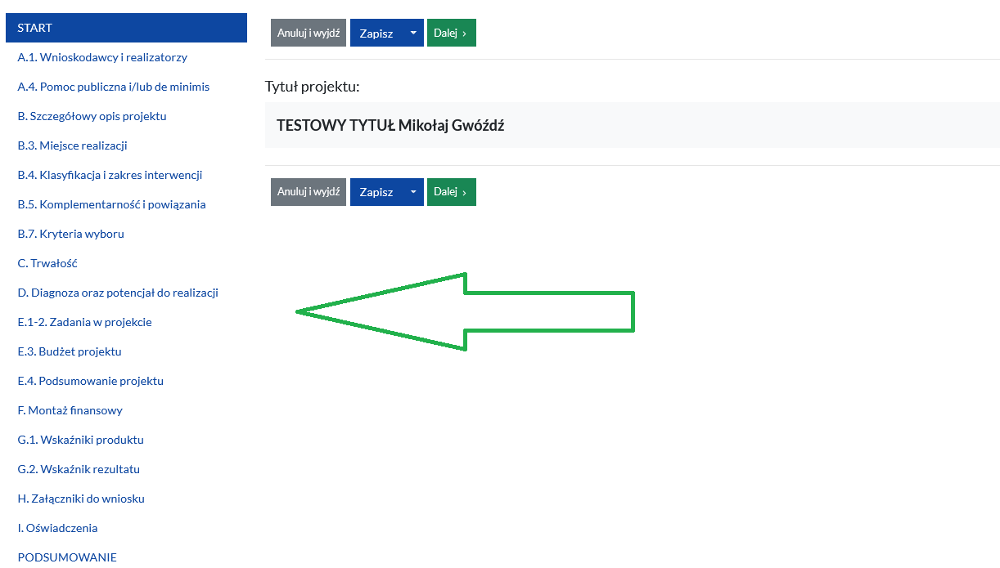 START
A.1. Wnioskodawcy i realizatorzy
A.4. Pomoc publiczna i/lub de minimis
B. Szczegółowy opis projektu
B.3. Miejsce realizacji
B.4. Klasyfikacja i zakres interwencji
B.5. Komplementarność i powiązania
B.7. Kryteria wyboru
C. Trwałość
D. Diagnoza oraz potencjał do realizacji
E.1-2. Zadania w projekcie
E.3. Budżet projektu
E.4. Podsumowanie projektu
F. Montaż finansowy
G.1. Wskaźniki produktu
G.2. Wskaźnik rezultatu
H. Załączniki do wniosku
I. Oświadczenia
PODSUMOWANIE
Anuluj i wyjdź Zapisz Dalej ›
Tytuł projektu:
TESTOWY TYTUŁ Mikołaj Gwóźdź
Anuluj i wyjdź Zapisz Dalej ›